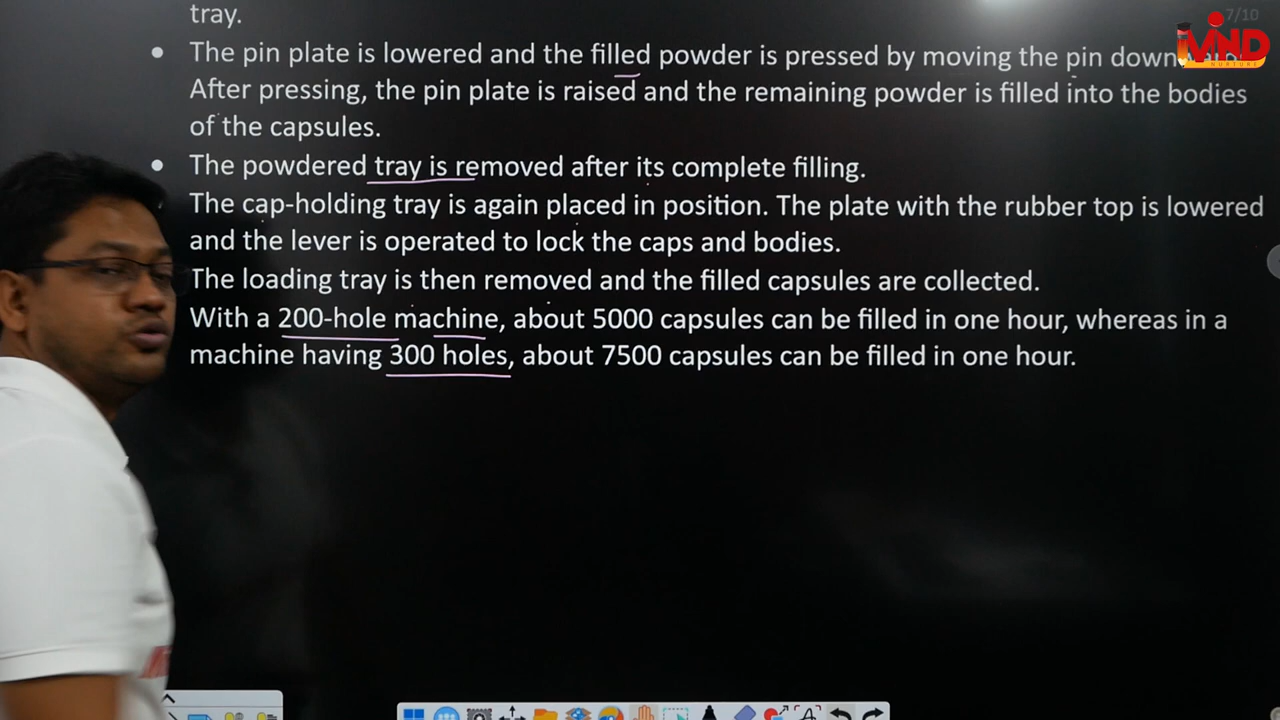 7/10
tray.
• The pin plate is lowered and the filled powder is pressed by moving the pin down
After pressing, the pin plate is raised and the remaining powder is filled into the bodies
of the capsules.
• The powdered tray is removed after its complete filling.
The cap-holding tray is again placed in position. The plate with the rubber top is lowered
and the lever is operated to lock the caps and bodies.
The loading tray is then removed and the filled capsules are collected.
With a 200-hole machine, about 5000 capsules can be filled in one hour, whereas in a
machine having 300 holes, about 7500 capsules can be filled in one hour.